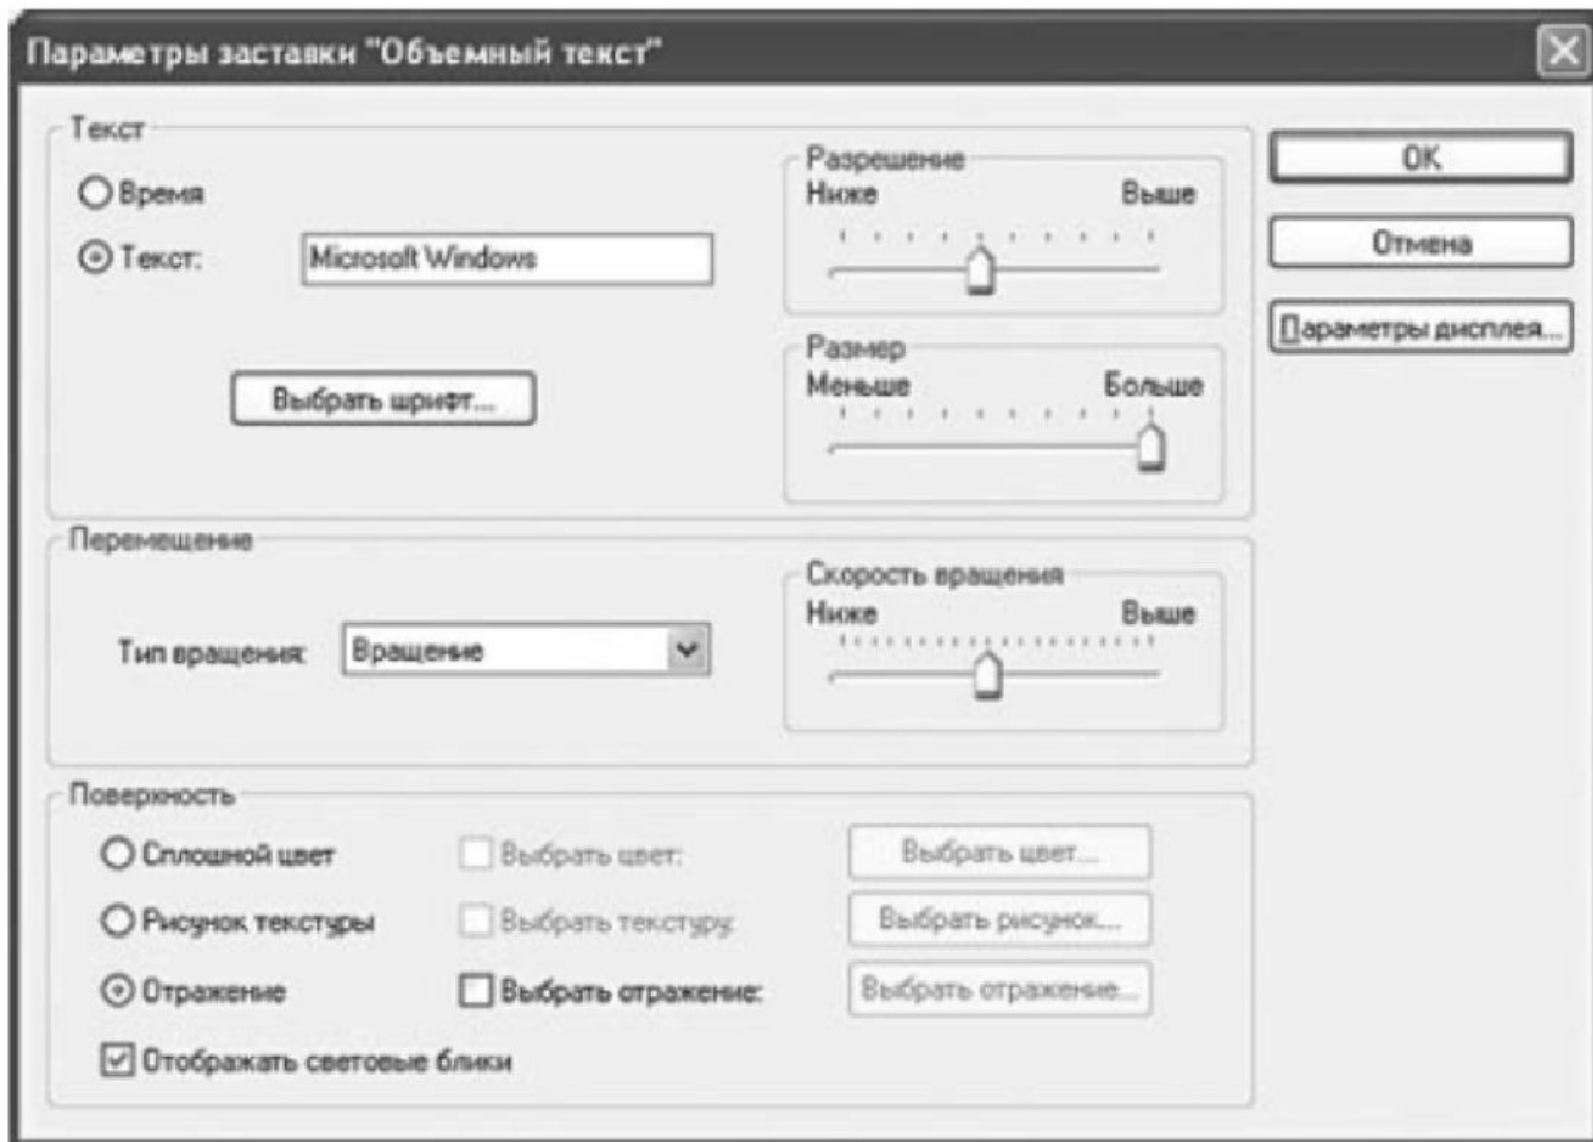 Параметры заставки "Объемный текст"
Текст
Время
Текст:
Microsoft Windows
Выбрать шрифт...
Разрешение
Ниже Выше
Размер
Меньше Больше
OK
Отмена
Параметры дисплея...
Перемещение
Тип вращения:
Вращение
Скорость вращения
Ниже Выше
Поверхность
Сплошной цвет Выбрать цвет: Выбрать цвет...
Рисунок текстуры Выбрать текстуру: Выбрать рисунок...
Отражение Выбрать отражение: Выбрать отражение...
Отображать световые блики